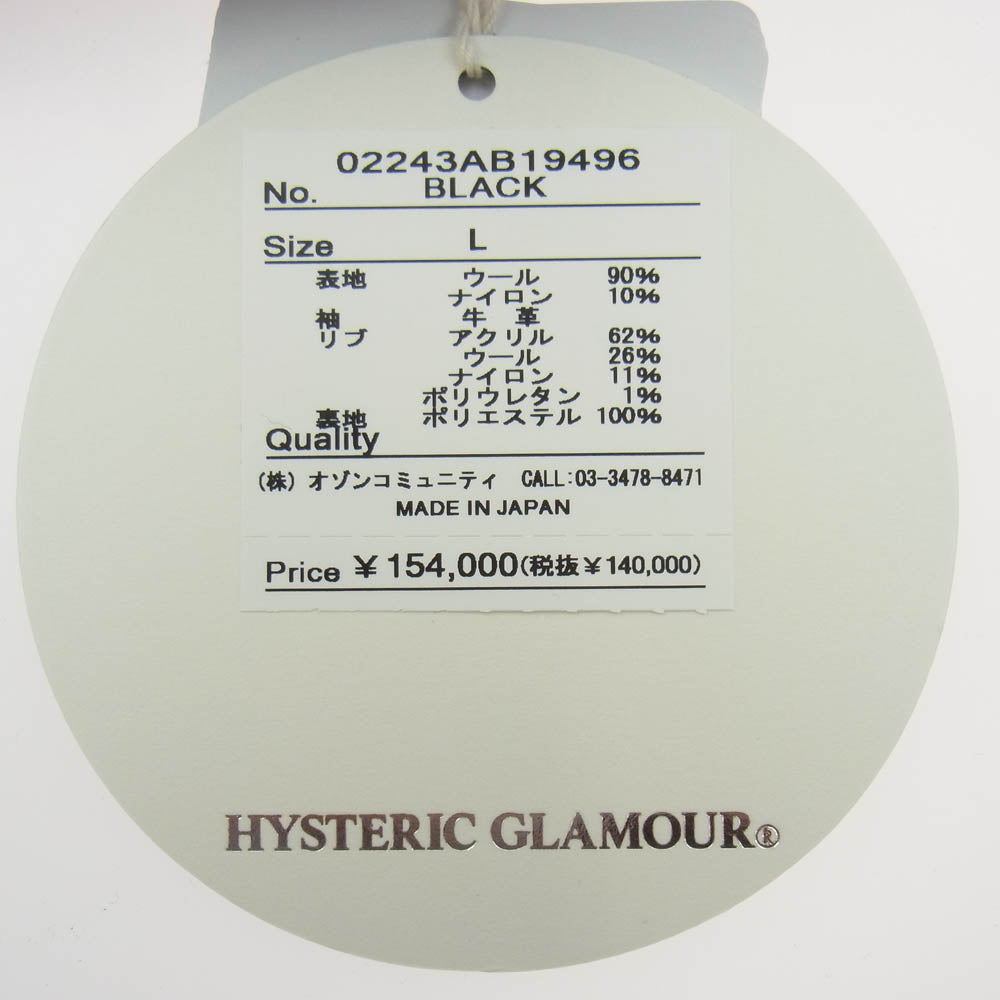 02243AB19496
No. BLACK
Size L
表地 ウール 90%
ナイロン 10%
袖 牛 革
リブ アクリル 62%
ウール 26%
ナイロン 11%
ポリウレタン 1%
裏地 ポリエステル 100%
Quality
(株) オゾンコミュニティ CALL:03-3478-8471
MADE IN JAPAN
Price ¥154,000(税抜¥140,000)
HYSTERIC GLAMOUR®